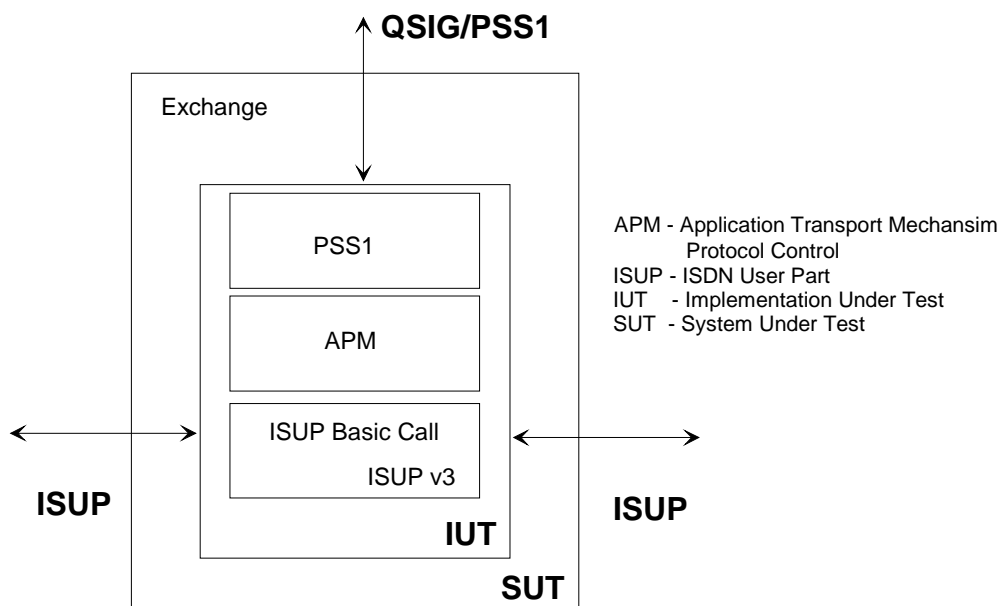 QSIG/PSS1
Exchange
PSS1
APM
ISUP Basic Call
ISUP v3
IUT
SUT
ISUP
ISUP
APM - Application Transport Mechansim
Protocol Control
ISUP - ISDN User Part
IUT - Implementation Under Test
SUT - System Under Test